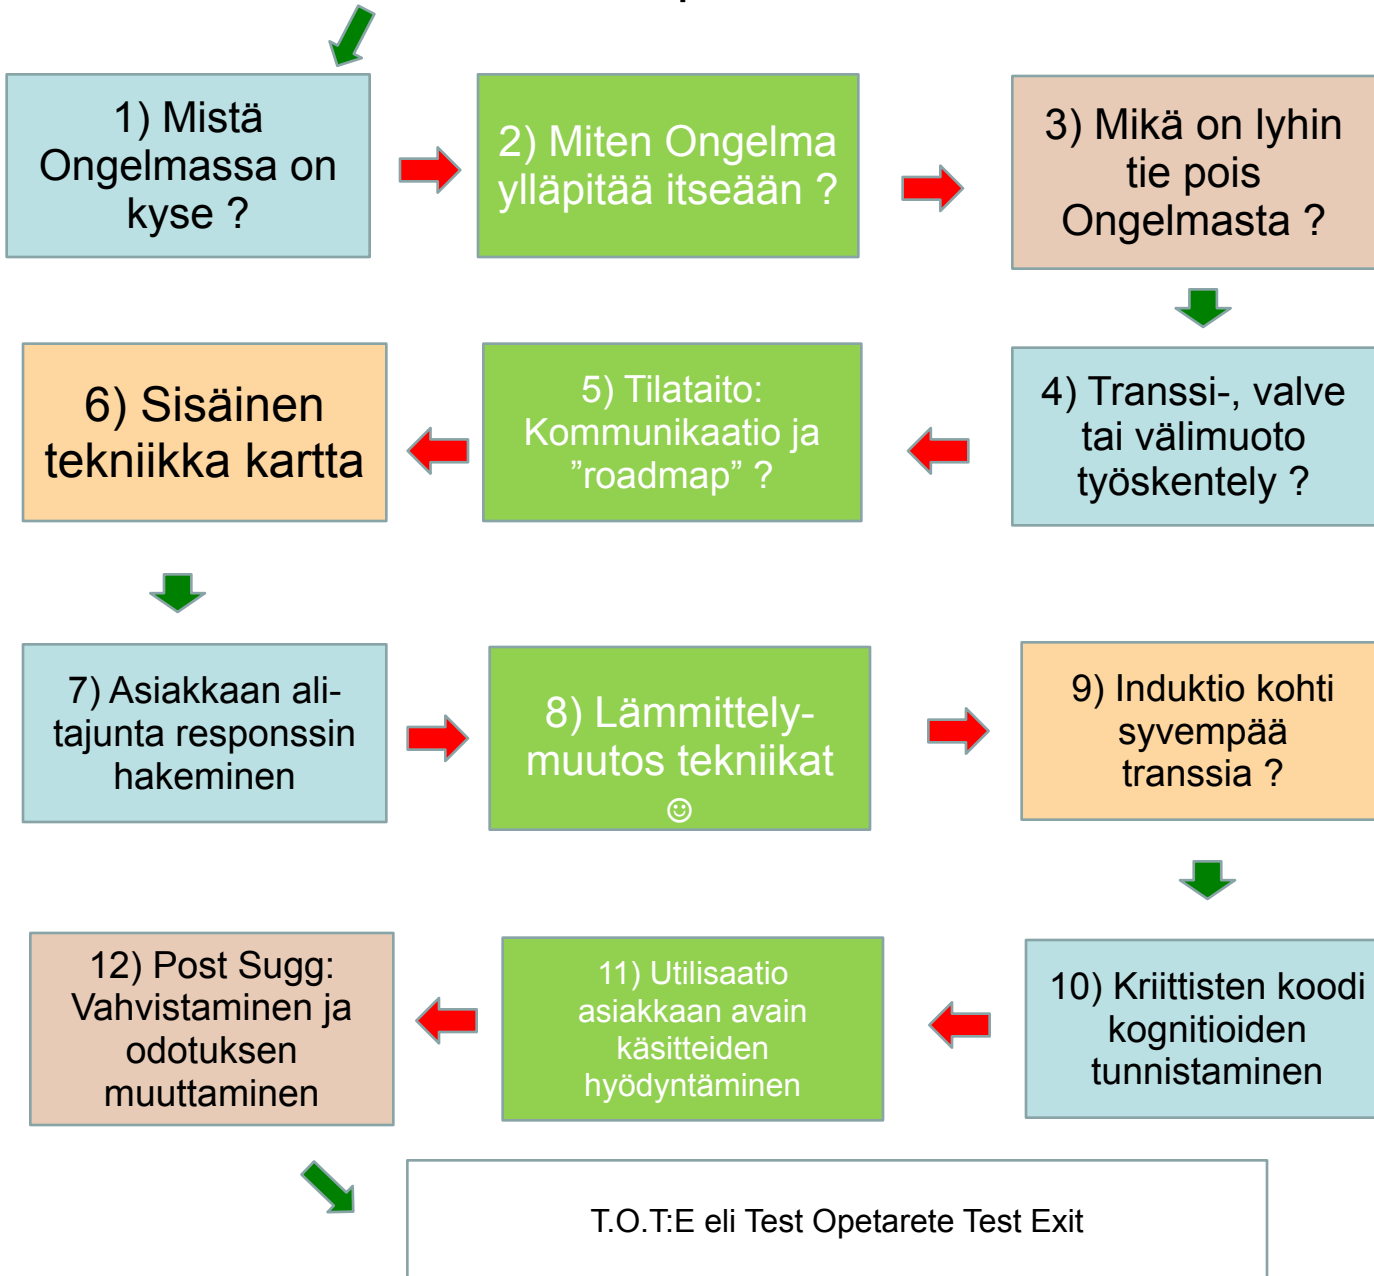 1) Mistä
Ongelmassa on
kyse ?
2) Miten Ongelma
ylläpitää itseään ?
3) Mikä on lyhin
tie pois
Ongelmasta ?
6) Sisäinen
tekniikka kartta
5) Tilataito:
Kommunikaatio ja
”roadmap” ?
4) Transsi-, valve
tai välimuoto
työskentely ?
7) Asiakkaan ali-
tajunta responssin
hakeminen
8) Lämmittely-
muutos tekniikat
☺
9) Induktio kohti
syvempää
transsia ?
12) Post Sugg:
Vahvistaminen ja
odotuksen
muuttaminen
11) Utilisaatio
asiakkaan avain
käsitteiden
hyödyntäminen
10) Kriittisten koodi
kognitioiden
tunnistaminen
T.O.T:E eli Test Opetarete Test Exit